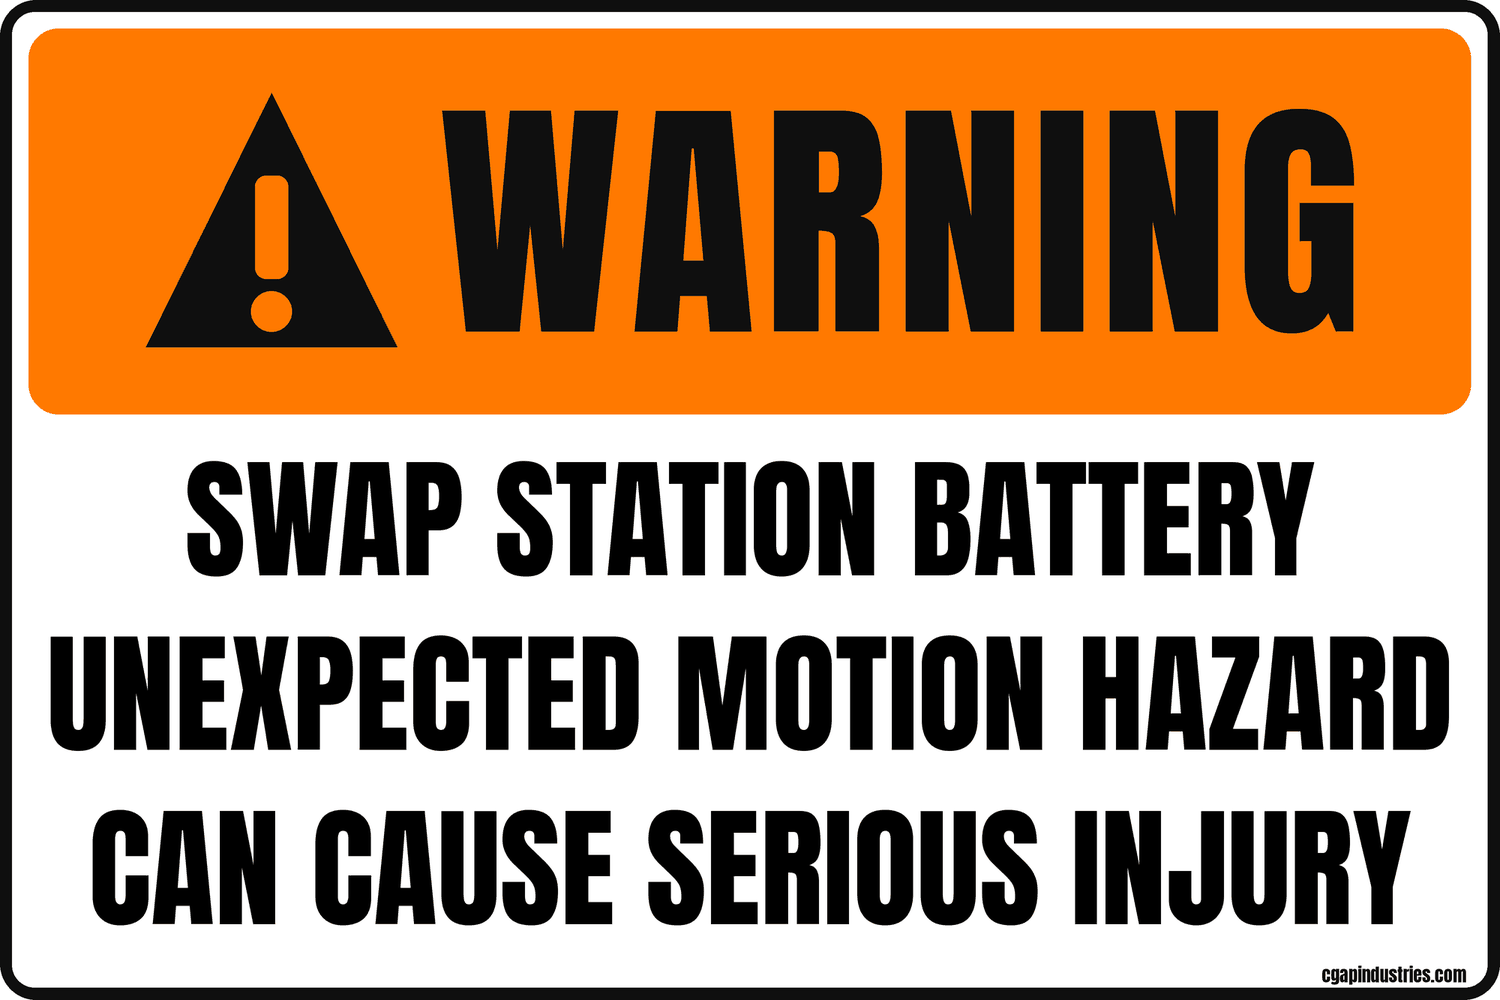 WARNING
SWAP STATION BATTERY
UNEXPECTED MOTION HAZARD
CAN CAUSE SERIOUS INJURY
cgapindustries.com